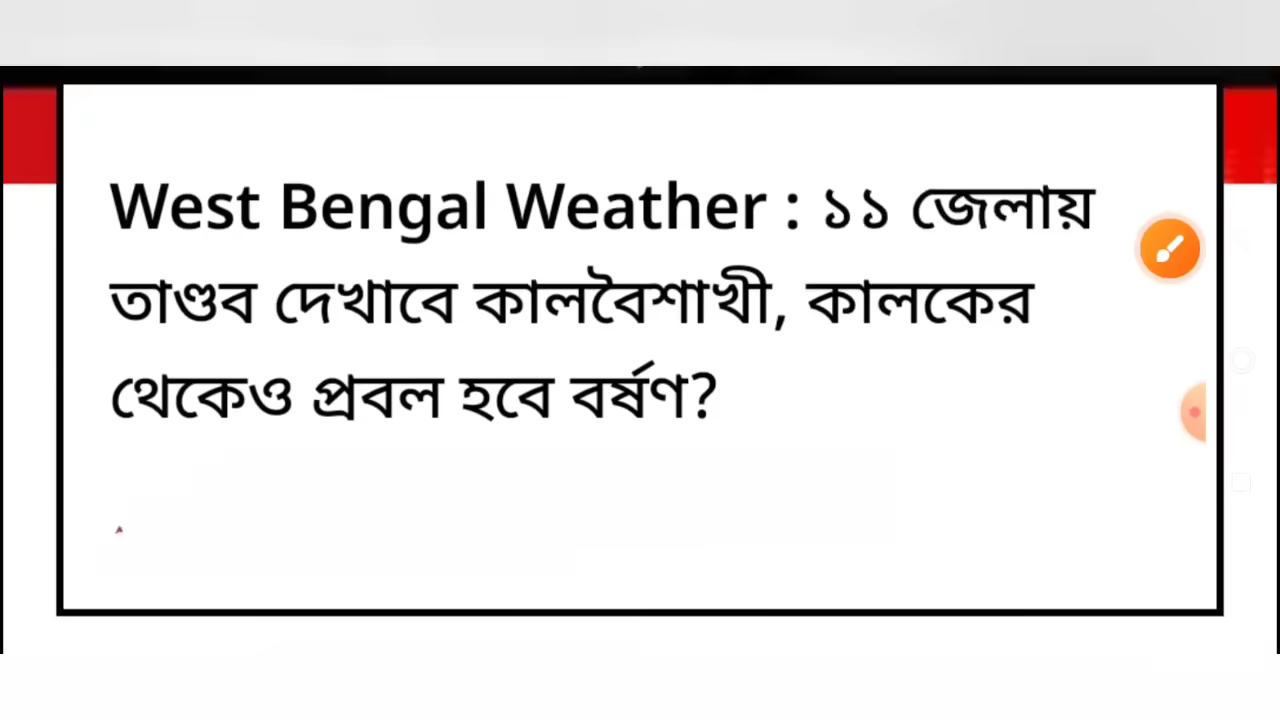 West Bengal Weather : ১১ জেলায়
তাণ্ডব দেখাবে কালবৈশাখী, কালকের
থেকেও প্রবল হবে বর্ষণ?